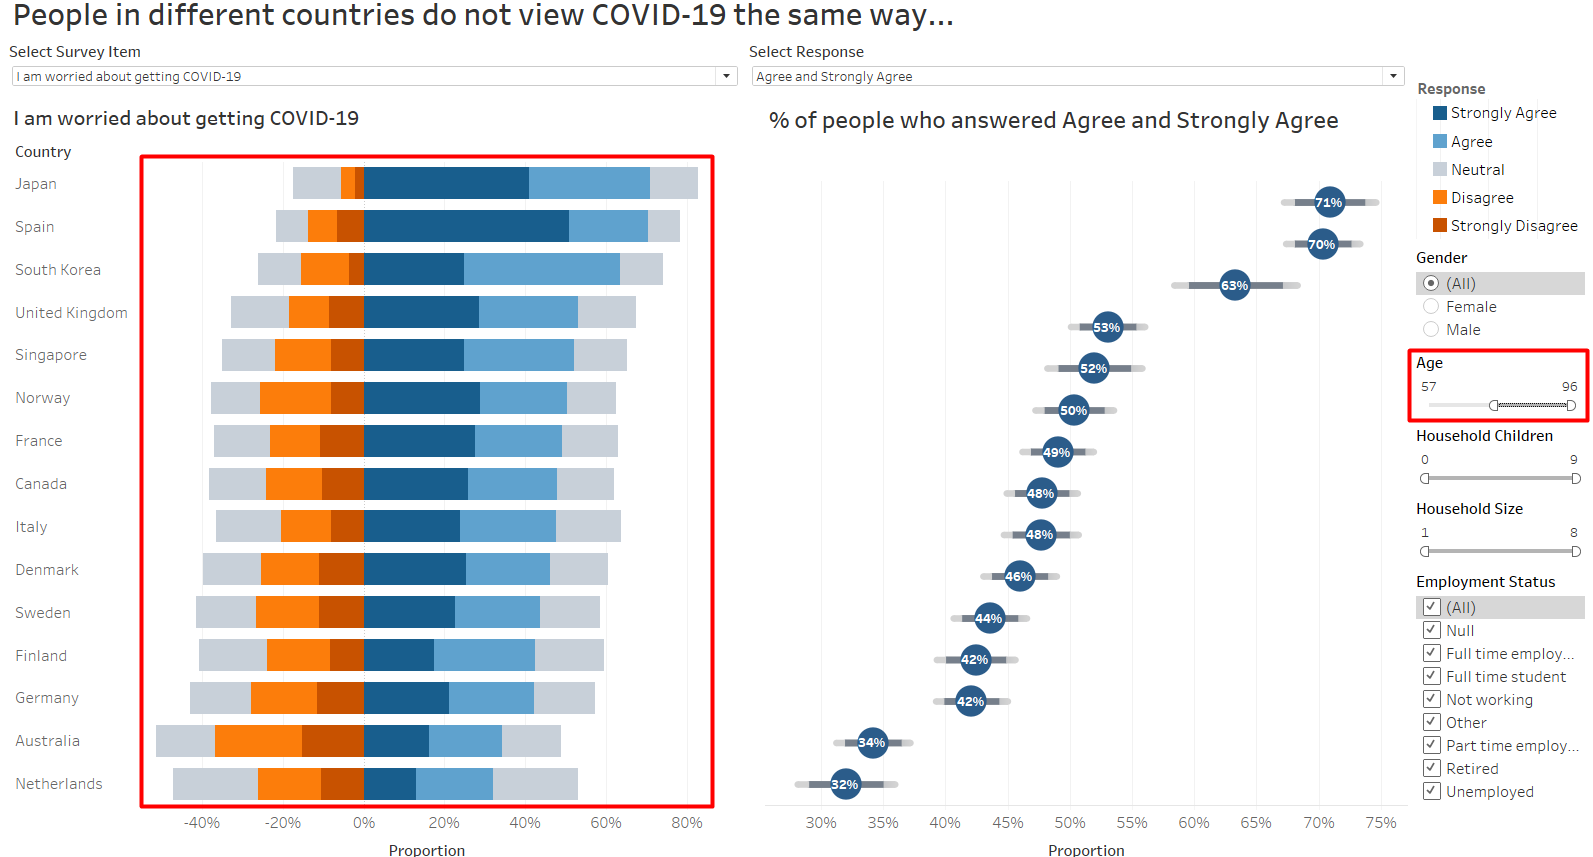 People in different countries do not view COVID-19 the same way...
Select Survey Item
I am worried about getting COVID-19
Select Response
Agree and Strongly Agree
I am worried about getting COVID-19
Country
Japan
Spain
South Korea
United Kingdom
Singapore
Norway
France
Canada
Italy
Denmark
Sweden
Finland
Germany
Australia
Netherlands
-40% -20% 0% 20% 40% 60% 80%
Proportion
% of people who answered Agree and Strongly Agree
71%
70%
63%
53%
52%
50%
49%
48%
48%
46%
44%
42%
42%
34%
32%
30% 35% 40% 45% 50% 55% 60% 65% 70% 75%
Proportion
Response
Strongly Agree
Agree
Neutral
Disagree
Strongly Disagree
Gender
(All)
Female
Male
Age
57 96
Household Children
0 9
Household Size
1 8
Employment Status
(All)
Null
Full time employ...
Full time student
Not working
Other
Part time employ...
Retired
Unemployed